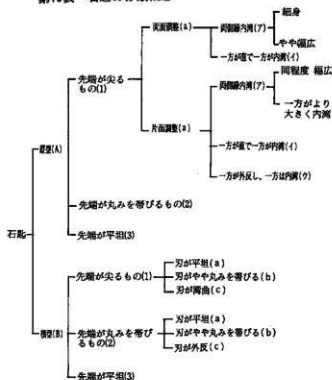 細身
両面調整(a)
両側縁内湾(ア)
やや幅広
一方が直で一方が内湾(イ)
先端が尖る
もの(1)
同程度 幅広
両側縁内湾(ア)
一方がより
大きく内湾
片面調整(a)
一方が直で一方が内湾(イ)
一方が外反し、一方は内湾(ウ)
縦型(A)
先端が丸みを帯びるもの(2)
先端が平坦(3)
石匙
刃が平坦(a)
先端が尖るもの(1)
刃がやや丸みを帯びる(b)
刃が湾曲(c)
横型(B)
刃が平坦(a)
先端が丸みを帯び
るもの(2)
刃がやや丸みを帯びる(b)
刃が外反(c)
先端が平坦(3)